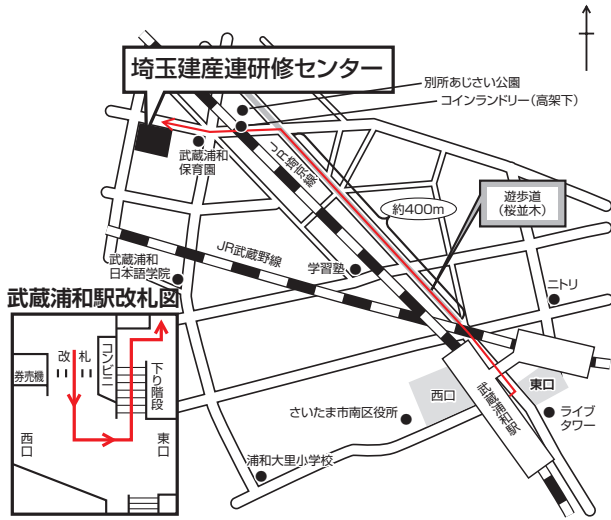 埼玉建産連研修センター
別所あじさい公園
コインランドリー(高架下)
武蔵浦和
保育園
JR埼京線
約400m
遊歩道
(桜並木)
JR武蔵野線
武蔵浦和
日本語学院
学習塾
ニトリ
武蔵浦和駅改札図
改札
コンビニ
券売機
下り階段
西口
東口
西口
東口
武蔵浦和駅
さいたま市南区役所
ライブ
タワー
浦和大里小学校